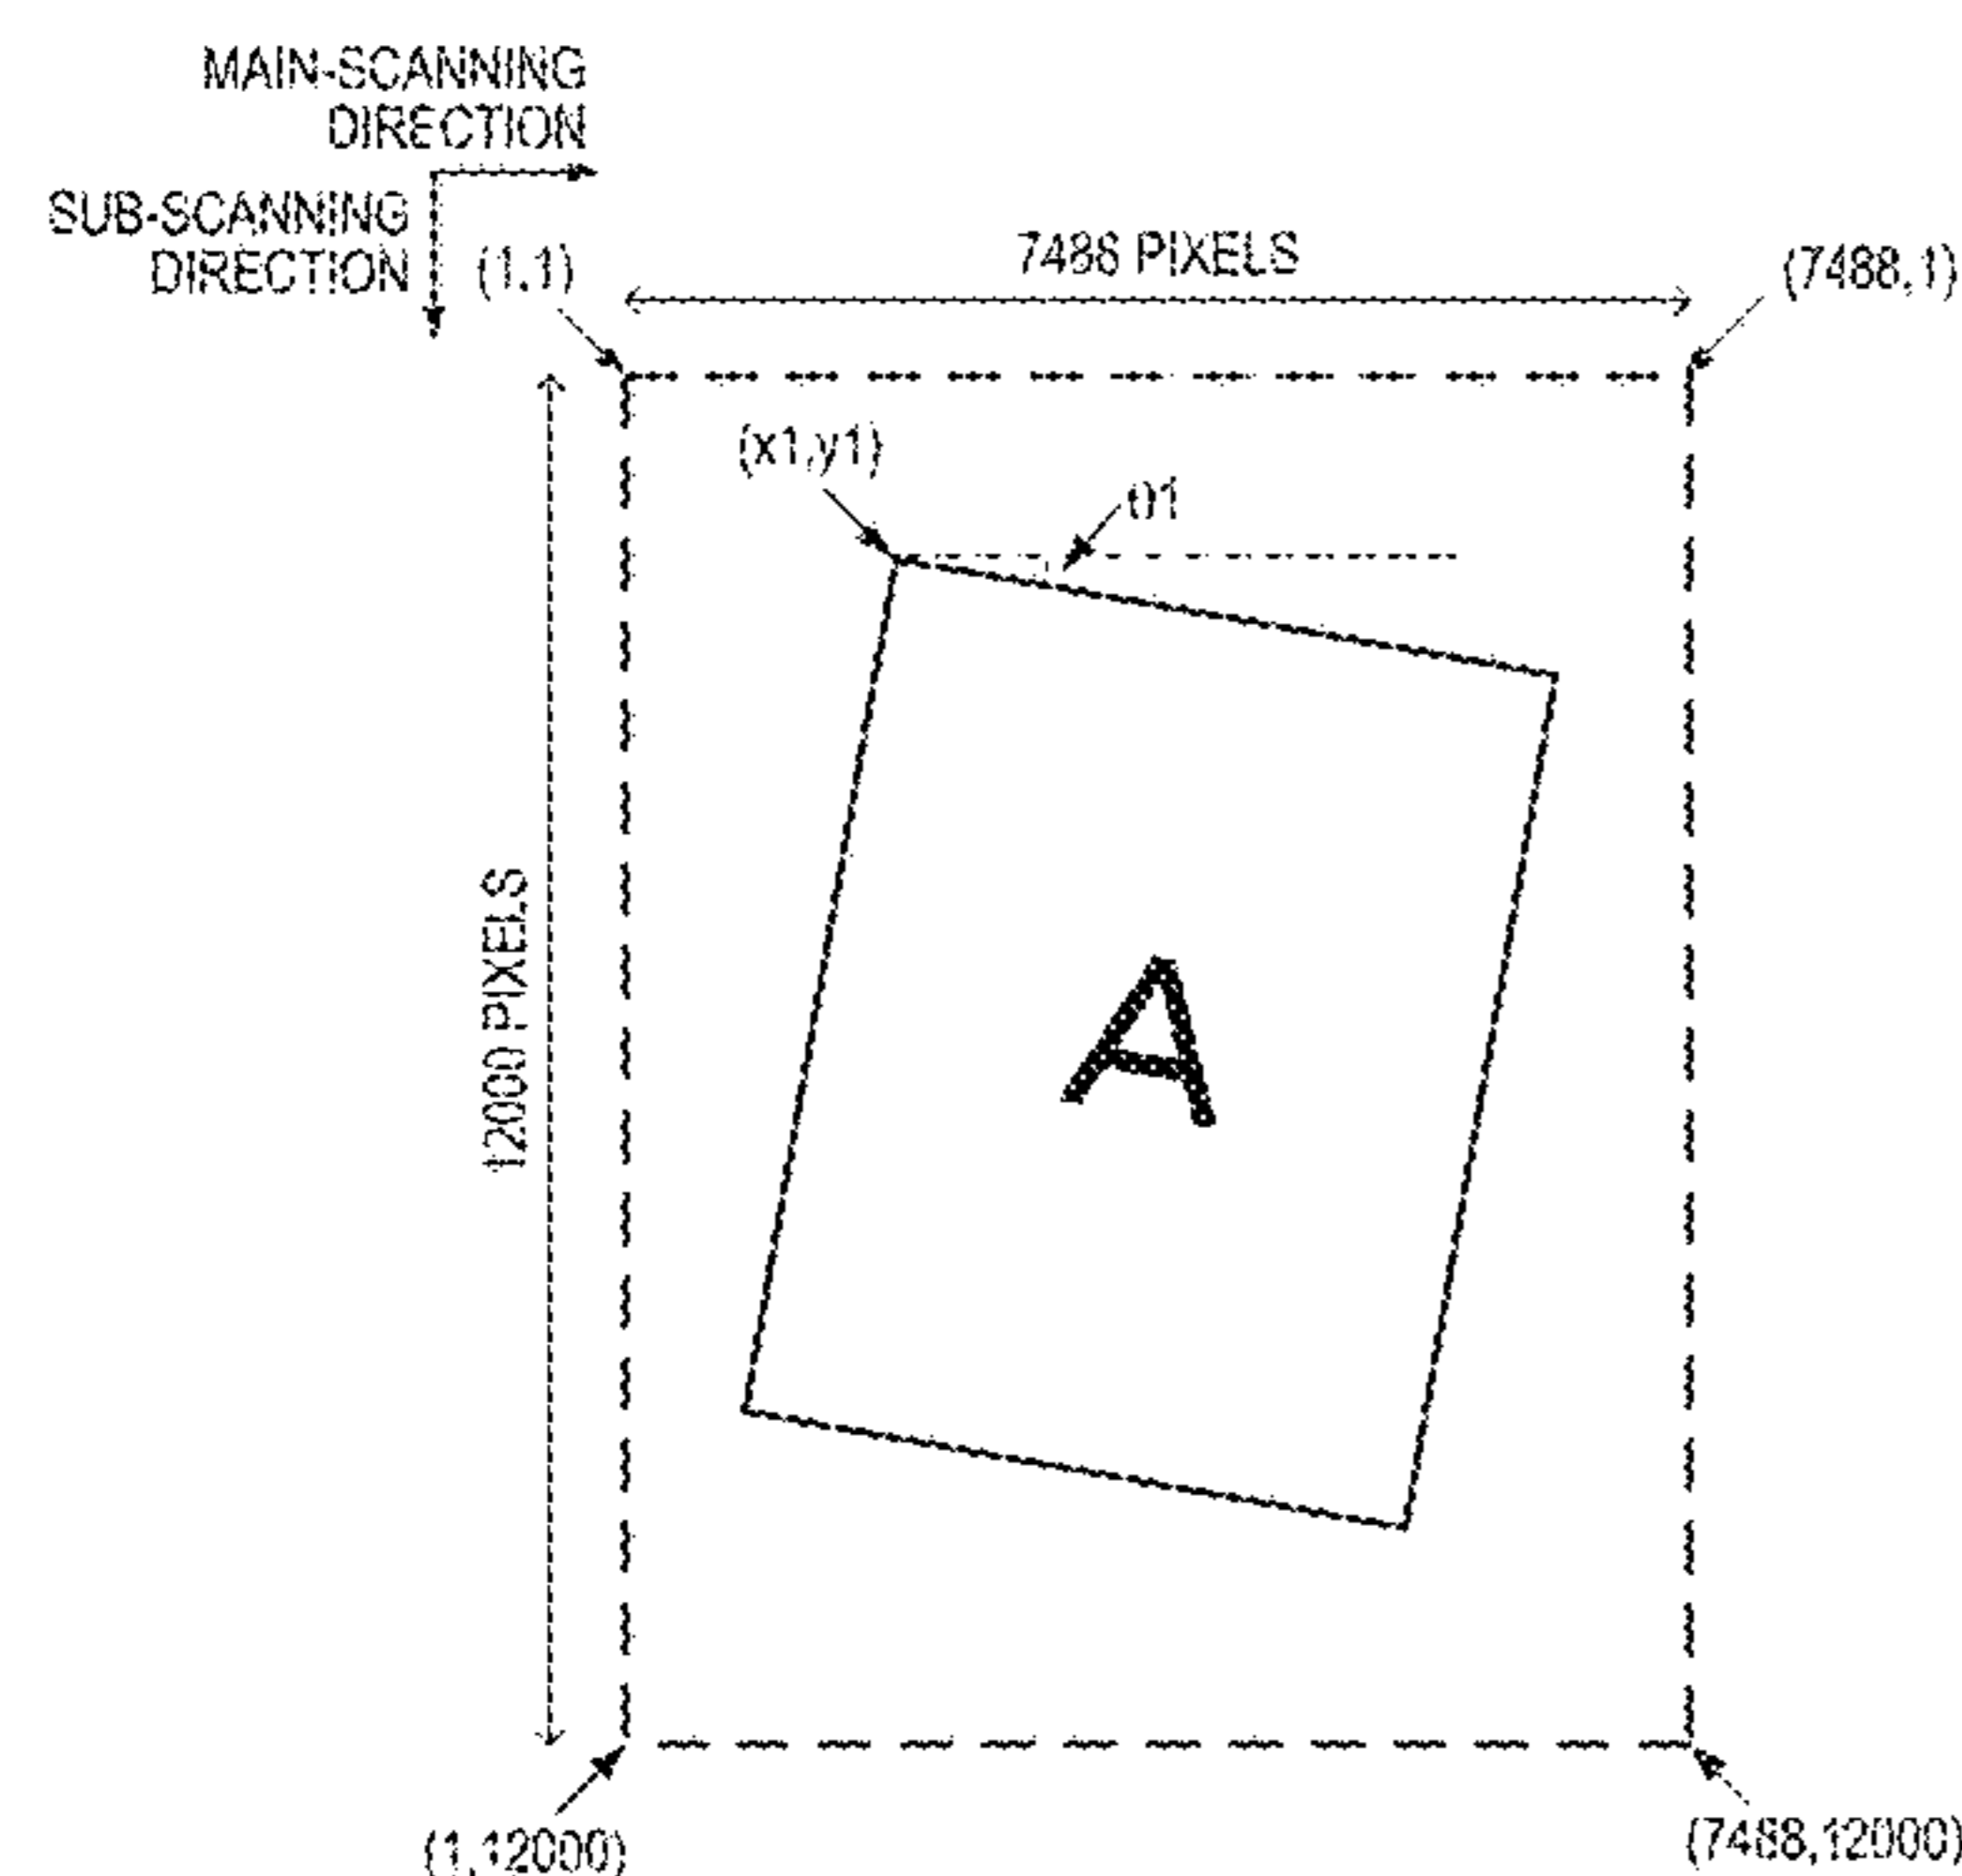 MAIN-SCANNING
DIRECTION
SUB-SCANNING
DIRECTION
(1,1)
7488 PIXELS
(7488,1)
(x1,y1)
θ1
12000 PIXELS
A
(1,12000)
(7488,12000)